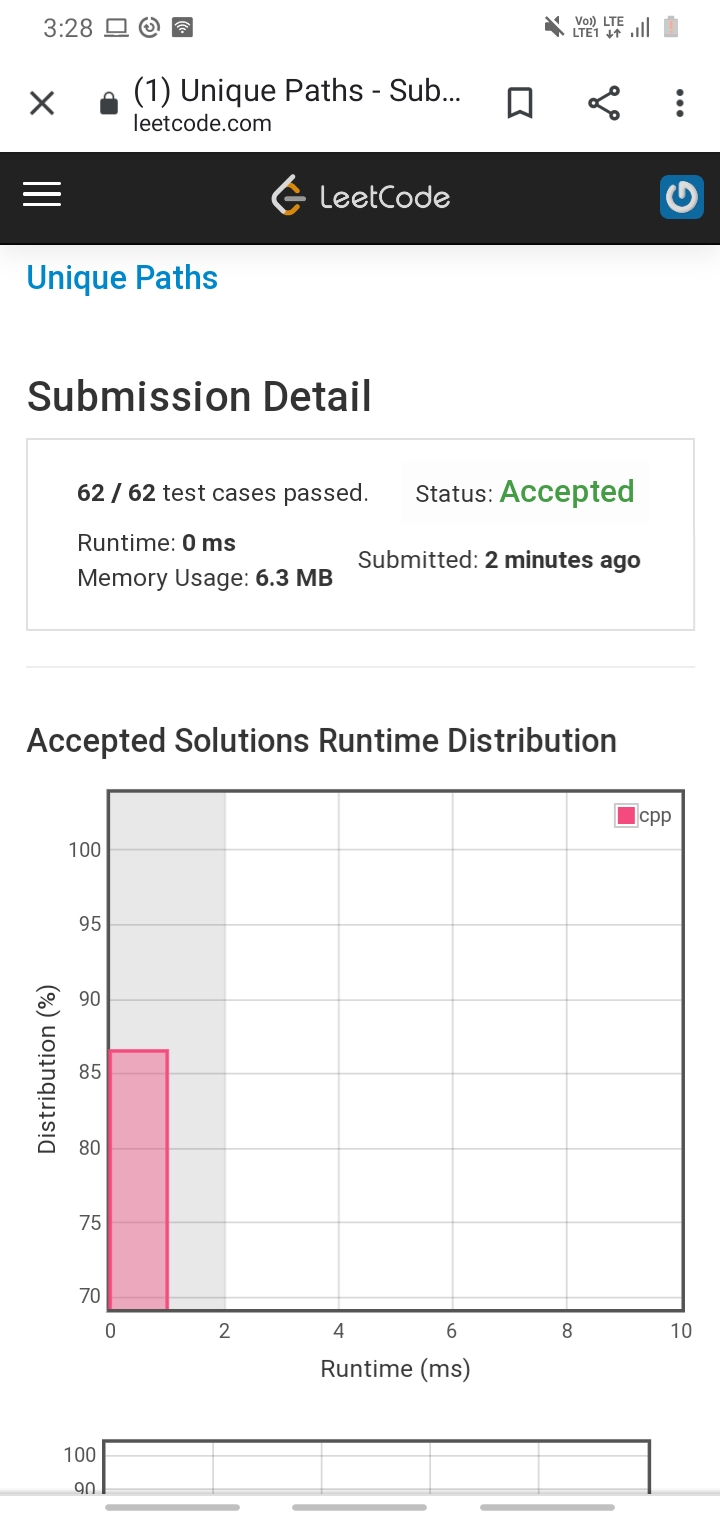 3:28
Vo)) LTE
LTE1
(1) Unique Paths - Sub...
leetcode.com
LeetCode
Unique Paths
Submission Detail
62 / 62 test cases passed.
Status: Accepted
Runtime: 0 ms
Submitted: 2 minutes ago
Memory Usage: 6.3 MB
Accepted Solutions Runtime Distribution
cpp
100
95
90
85
80
75
70
Distribution (%)
0 2 4 6 8 10
Runtime (ms)
100
90